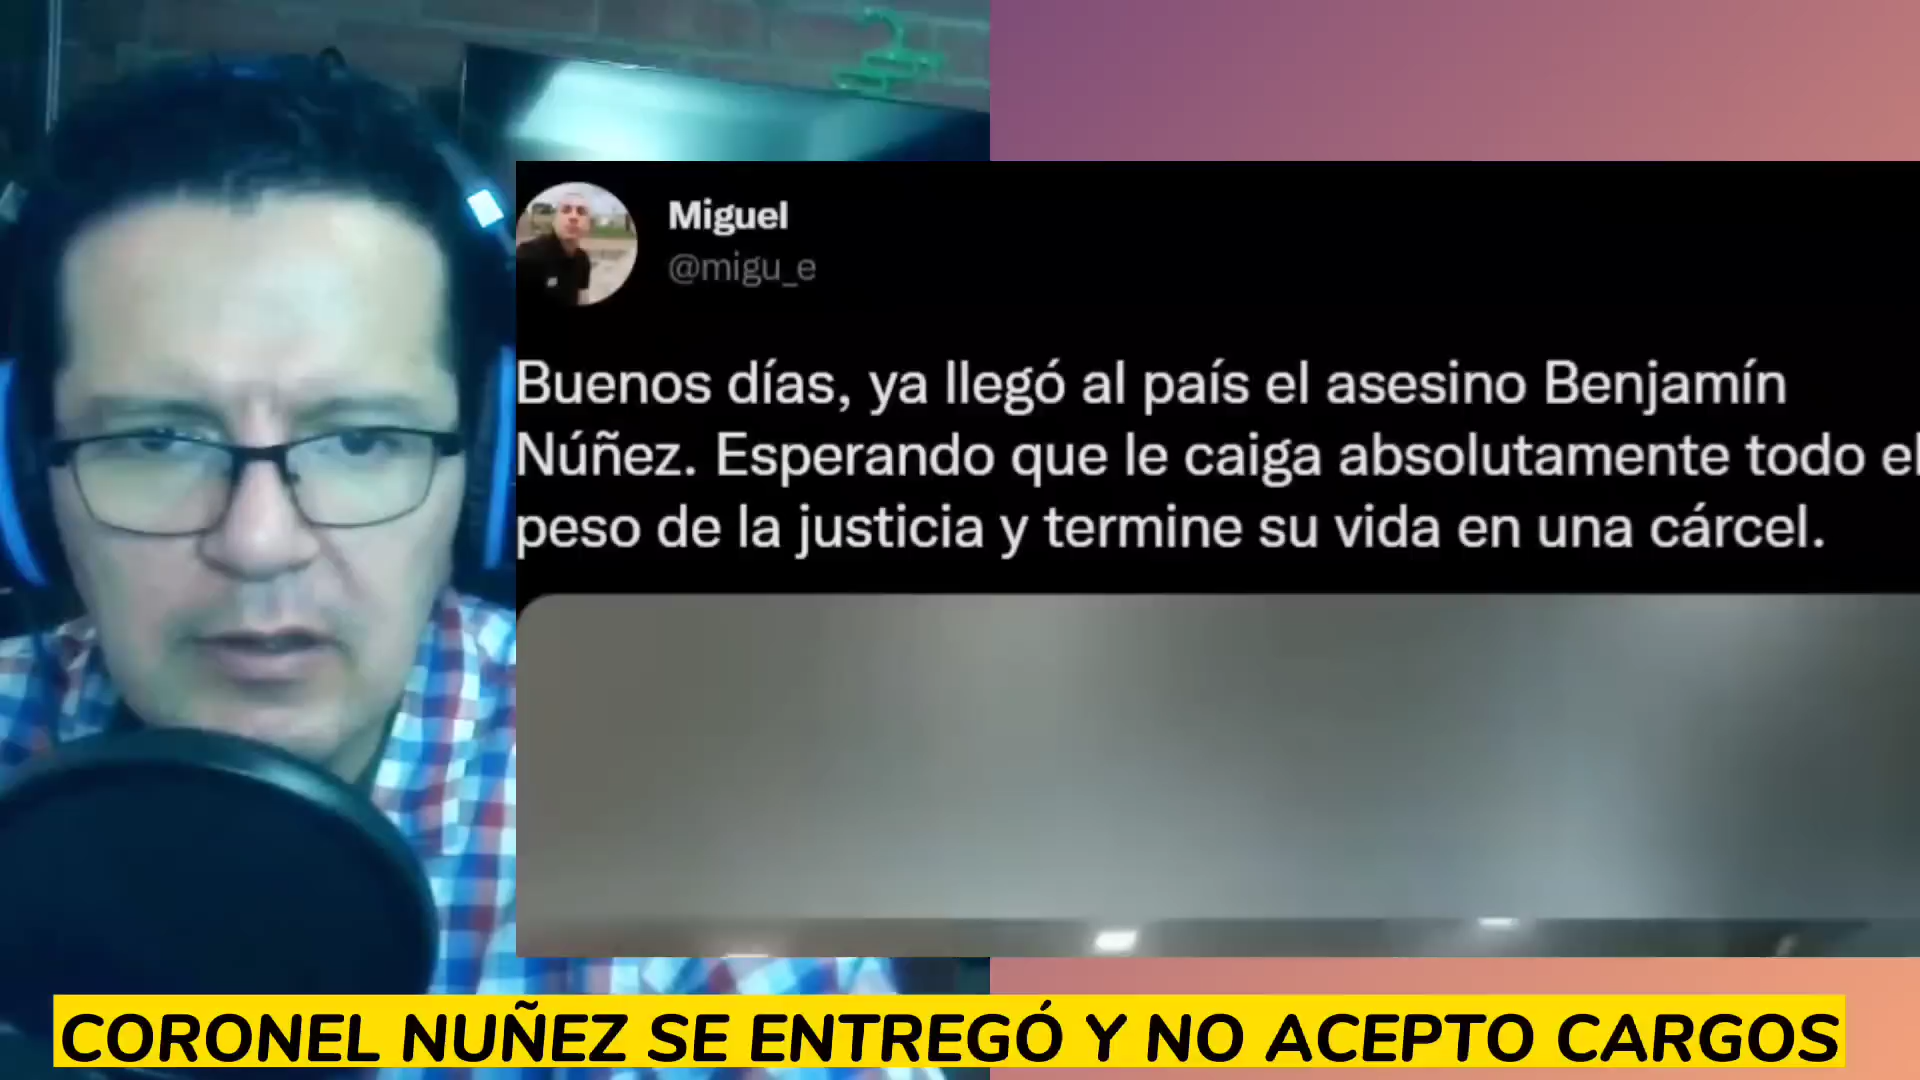 Miguel
@migu_e
Buenos días, ya llegó al país el asesino Benjamín
Núñez. Esperando que le caiga absolutamente todo el
peso de la justicia y termine su vida en una cárcel.
CORONEL NUÑEZ SE ENTREGÓ Y NO ACEPTO CARGOS